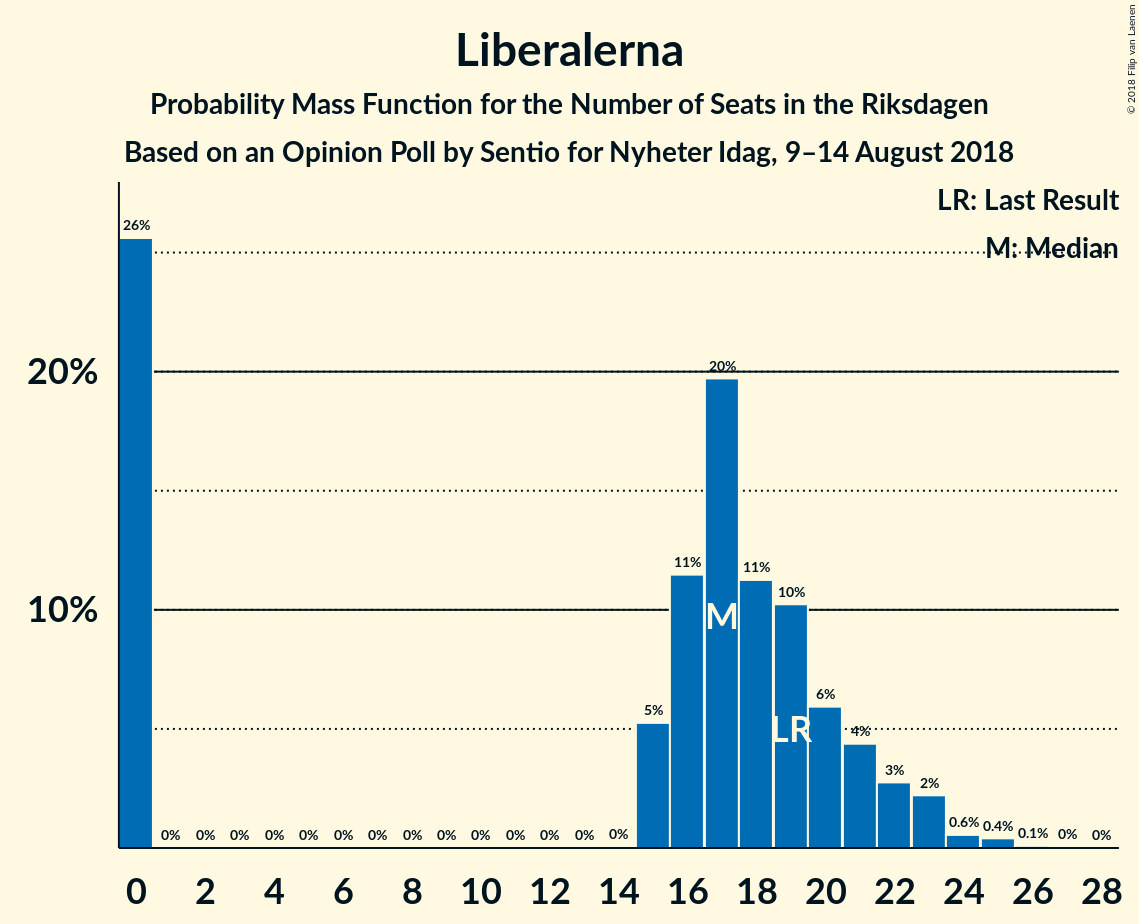 Liberalerna
Probability Mass Function for the Number of Seats in the Riksdagen
Based on an Opinion Poll by Sentio for Nyheter Idag, 9–14 August 2018
© 2018 Filip van Laenen
LR: Last Result
M: Median
26%
20%
20%
11%
11%
10%
10%
M
6%
5%
LR
4%
3%
2%
0.6%
0.4%
0.1%
0% 0% 0% 0% 0% 0% 0% 0% 0% 0% 0% 0% 0% 0% 0% 0%
0 2 4 6 8 10 12 14 16 18 20 22 24 26 28